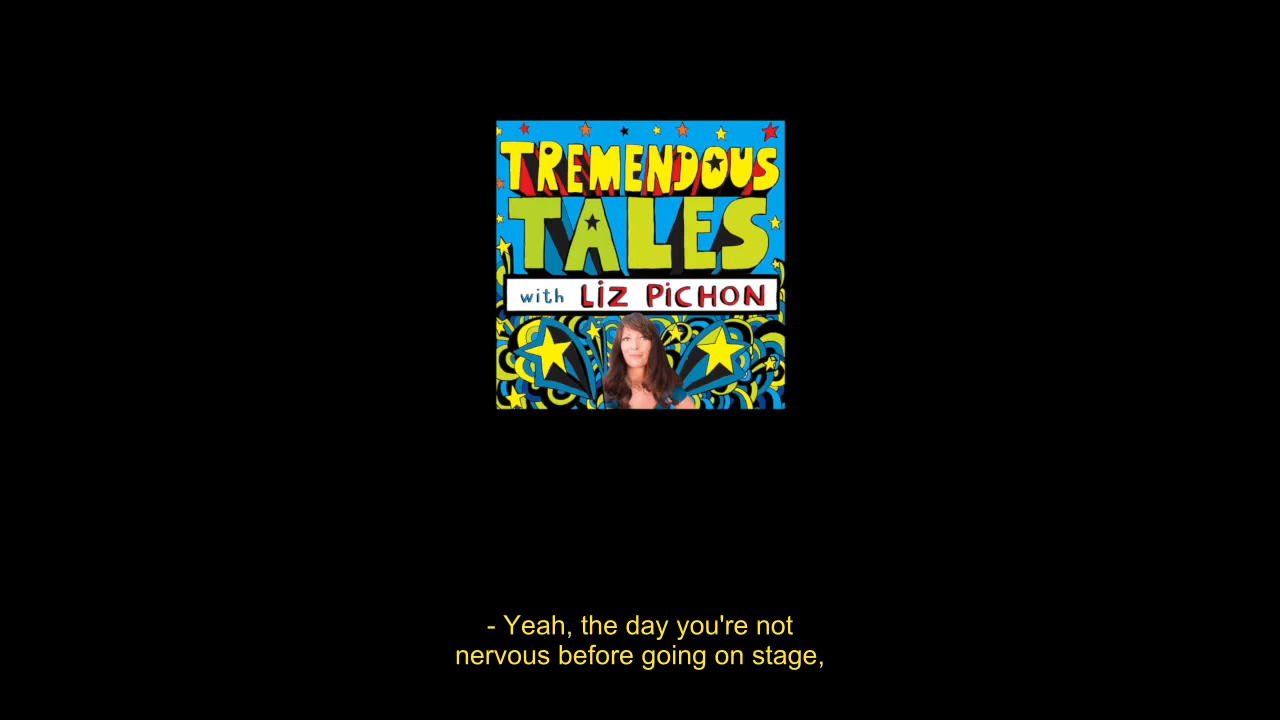 TREMENDOUS
TALES
with LiZ PiCHON
- Yeah, the day you're not
nervous before going on stage,